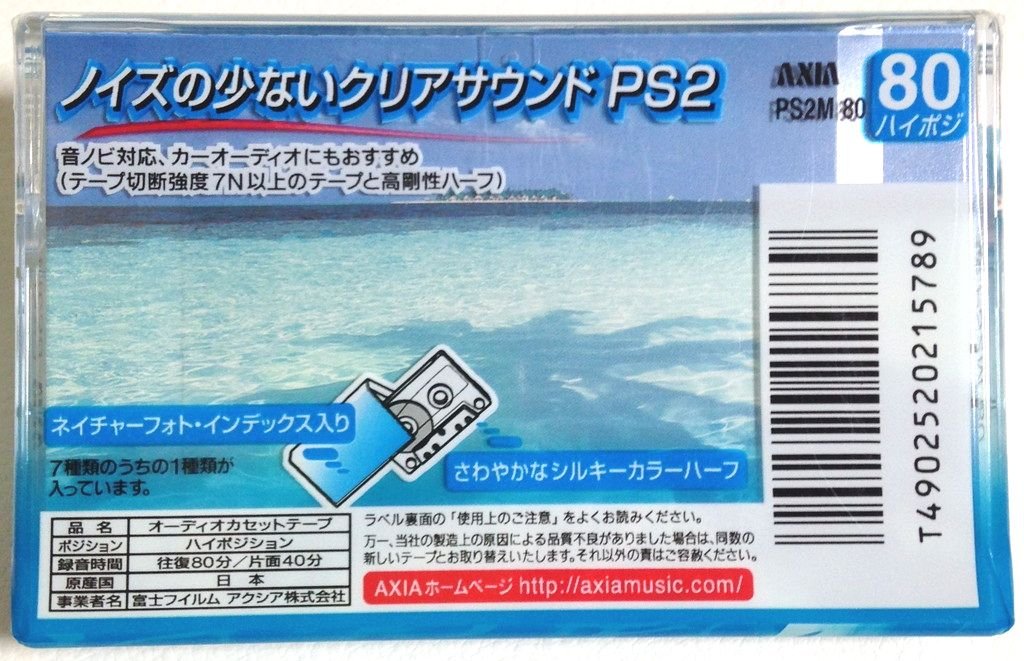 ノイズの少ないクリアサウンド PS2
AXIA
PS2M 80
80
ハイポジ
音ノビ対応、カーオーディオにもおすすめ
(テープ切断強度7N以上のテープと高剛性ハーフ)
T4902520215789
ネイチャーフォト・インデックス入り
7種類のうちの1種類が
入っています。
さわやかなシルキーカラーハーフ
品 名 オーディオカセットテープ
ポジション ハイポジション
録音時間 往復80分/片面40分
原産国 日 本
事業者名 富士フイルム アクシア株式会社
ラベル裏面の「使用上のご注意」をよくお読みください。
万一、当社の製造上の原因による品質不良がありました場合は、同数の
新しいテープとお取り替えいたします。それ以外の責はご容赦ください。
AXIAホームページ http://axiamusic.com/